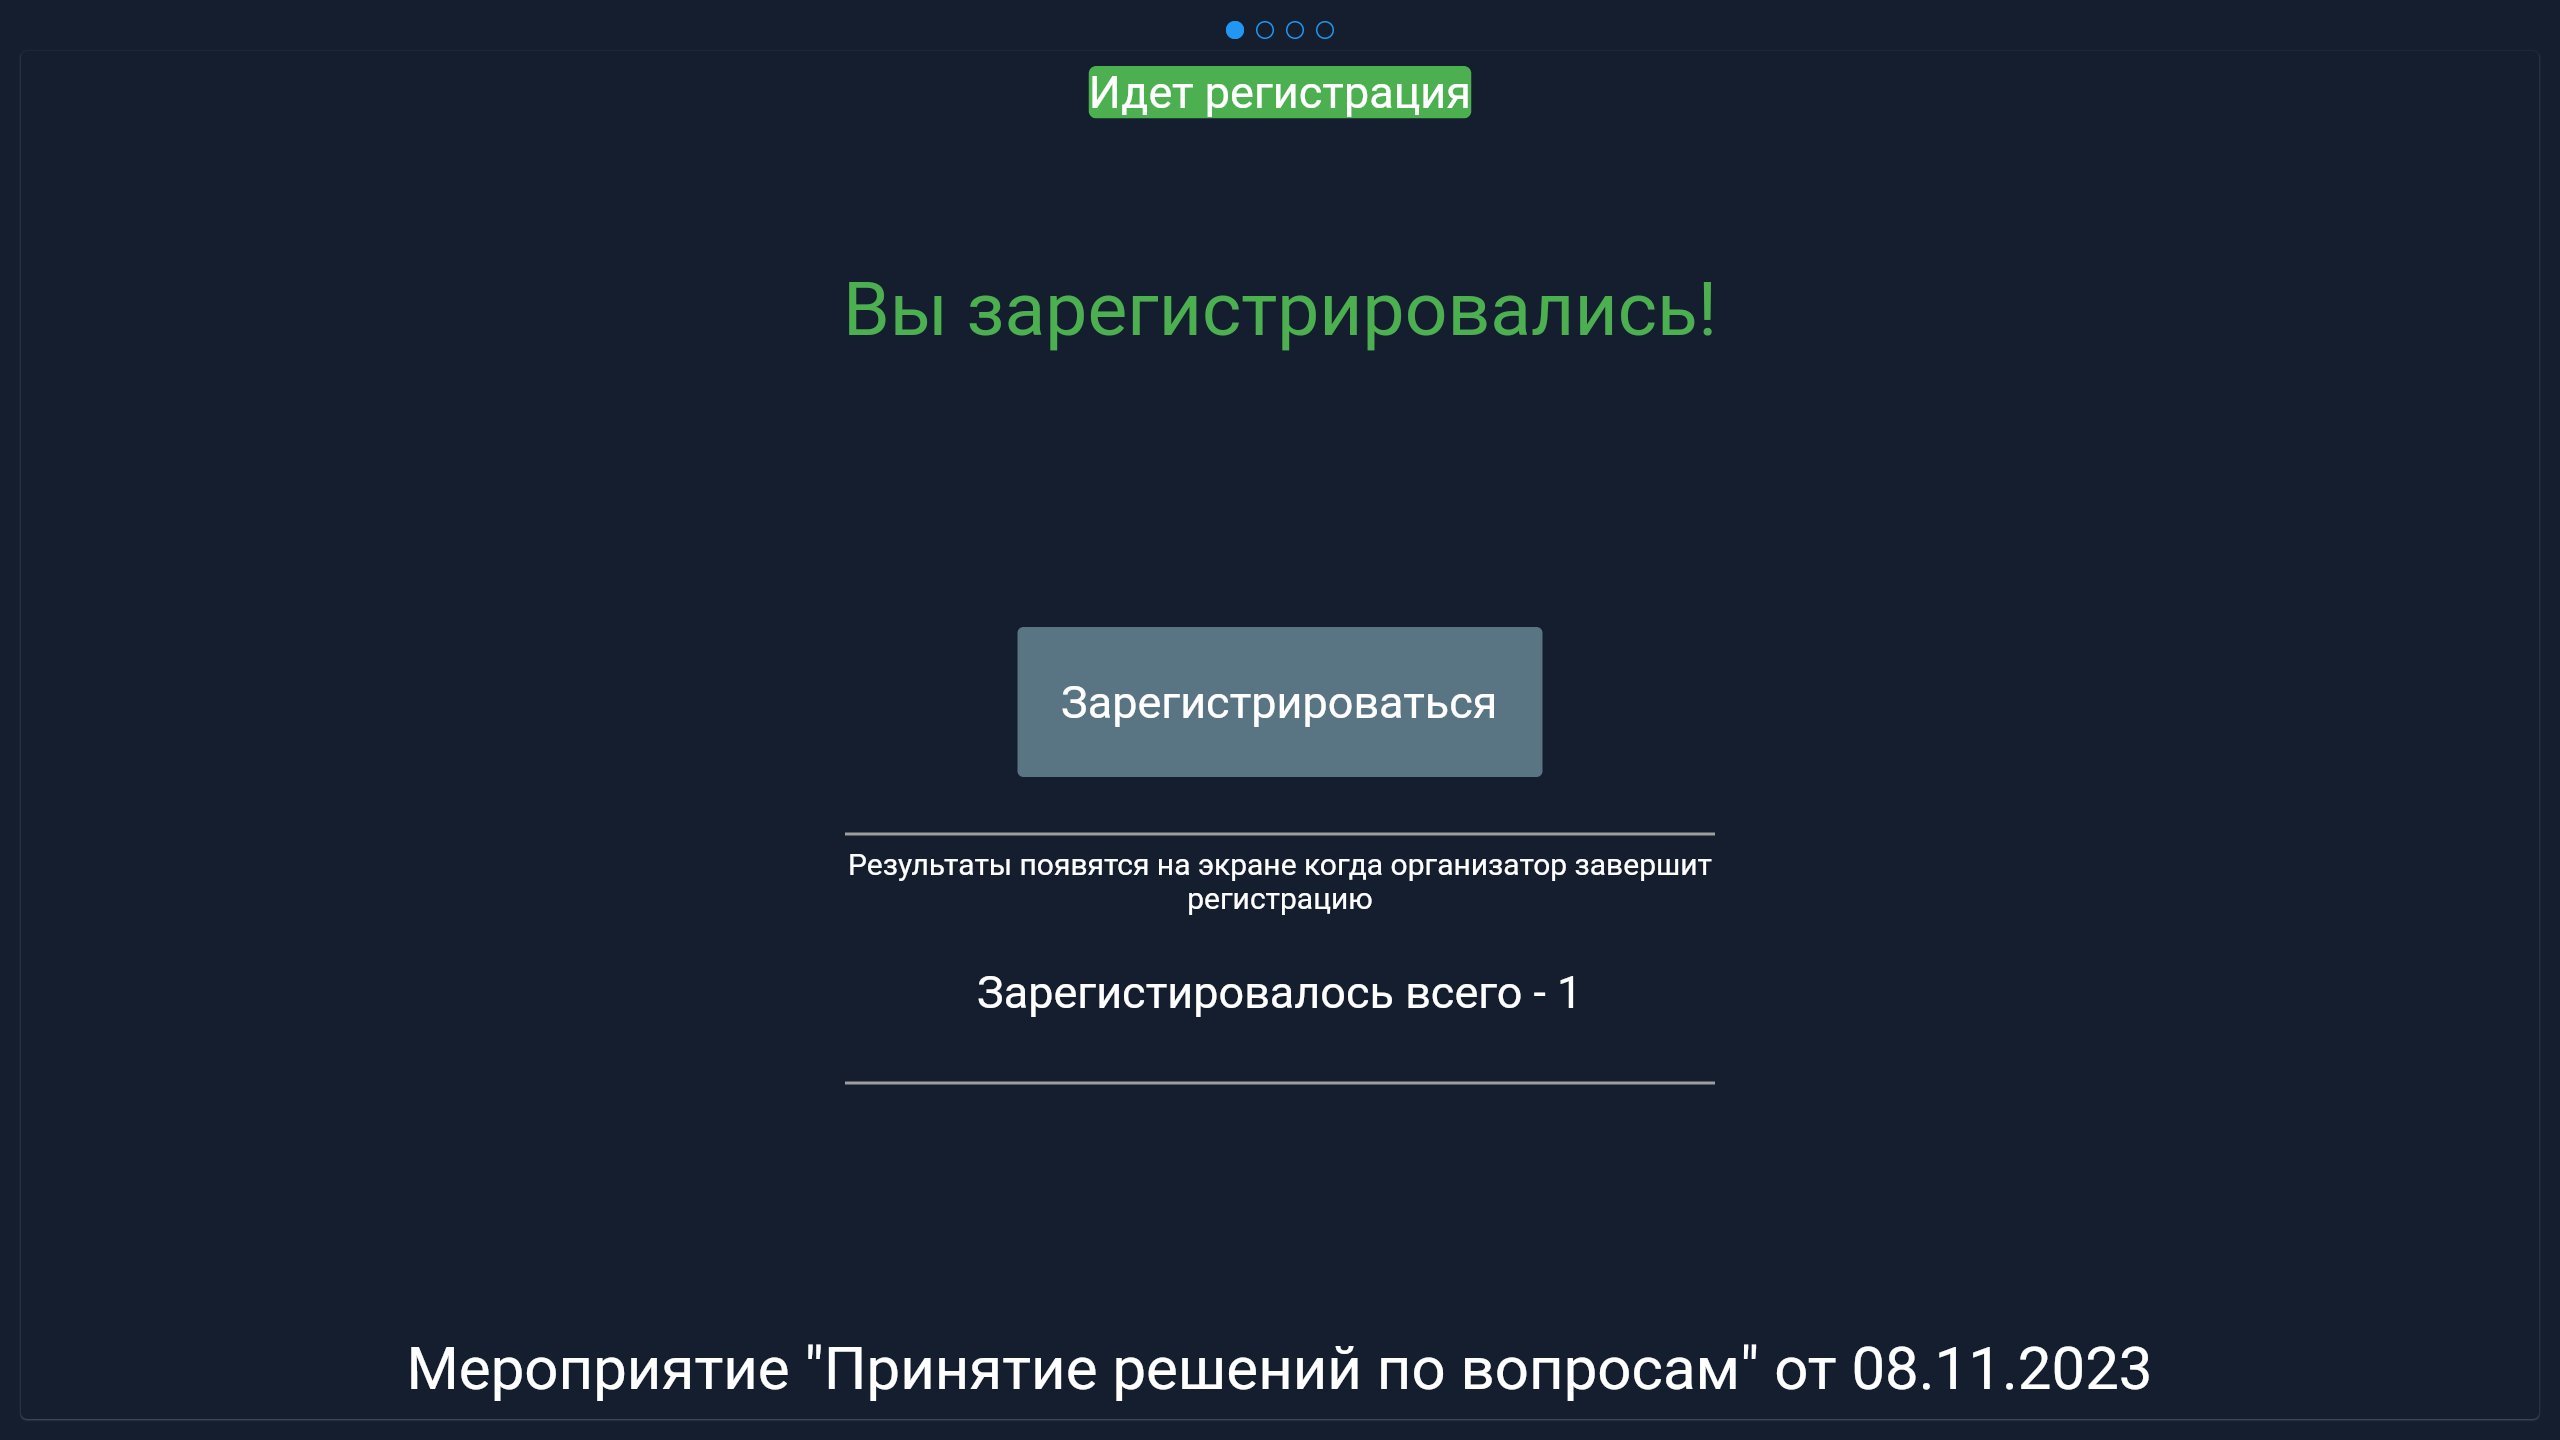 Идет регистрация
Вы зарегистрировались!
Зарегистрироваться
Результаты появятся на экране когда организатор завершит
регистрацию
Зарегистировалось всего - 1
Мероприятие "Принятие решений по вопросам" от 08.11.2023